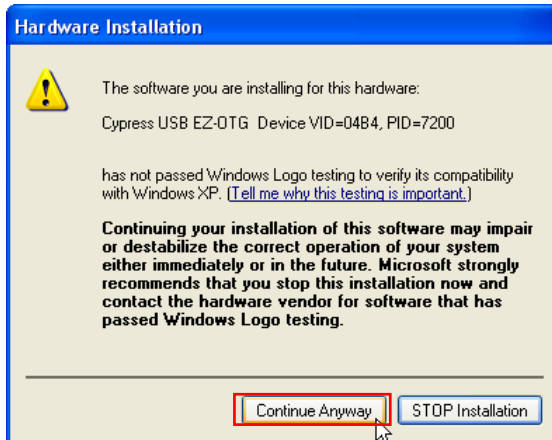 Hardware Installation
The software you are installing for this hardware:
Cypress USB EZ-OTG  Device VID=04B4, PID=7200
has not passed Windows Logo testing to verify its compatibility
with Windows XP. (Tell me why this testing is important.)
Continuing your installation of this software may impair
or destabilize the correct operation of your system
either immediately or in the future. Microsoft strongly
recommends that you stop this installation now and
contact the hardware vendor for software that has
passed Windows Logo testing.
Continue Anyway STOP Installation